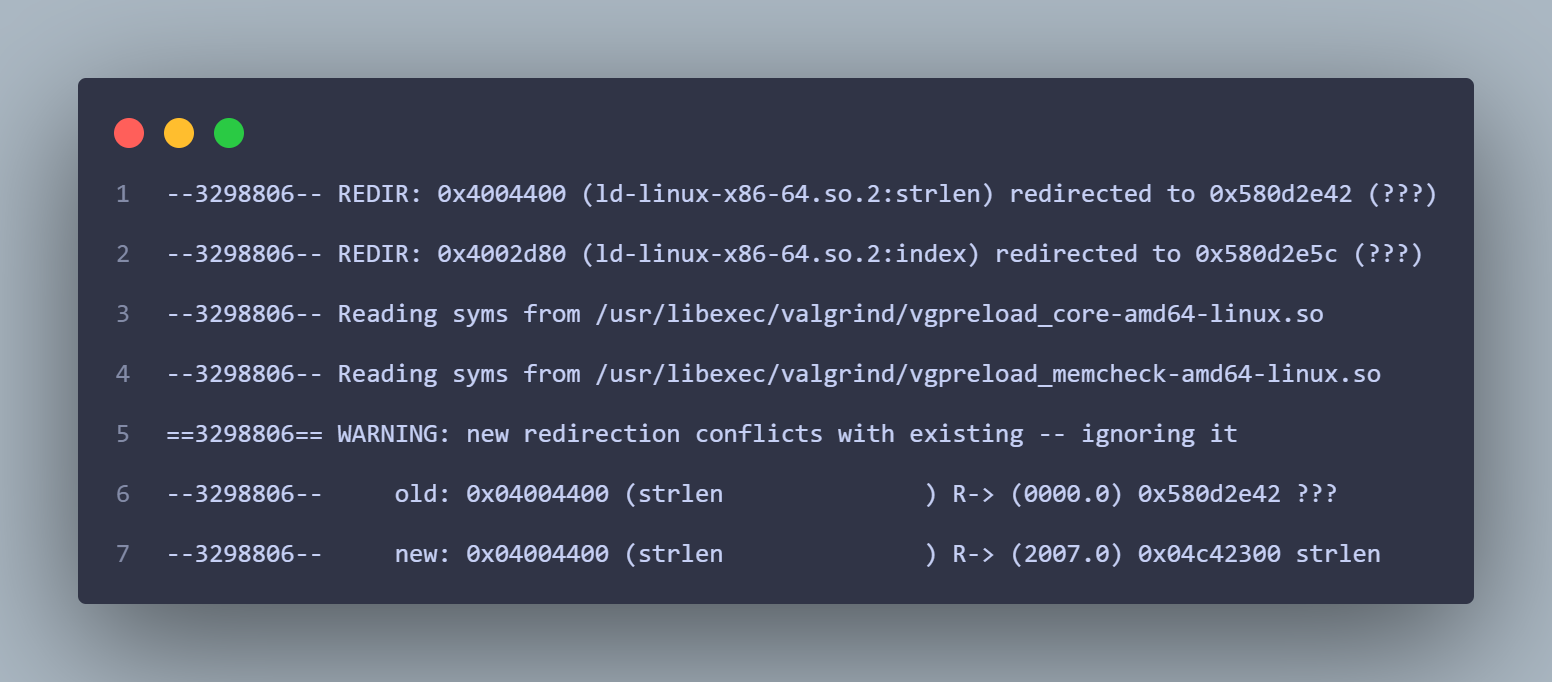 1 --3298806-- REDIR: 0x4004400 (ld-linux-x86-64.so.2:strlen) redirected to 0x580d2e42 (???)
2 --3298806-- REDIR: 0x4002d80 (ld-linux-x86-64.so.2:index) redirected to 0x580d2e5c (???)
3 --3298806-- Reading syms from /usr/libexec/valgrind/vgpreload_core-amd64-linux.so
4 --3298806-- Reading syms from /usr/libexec/valgrind/vgpreload_memcheck-amd64-linux.so
5 ==3298806== WARNING: new redirection conflicts with existing -- ignoring it
6 --3298806--     old: 0x04004400 (strlen              ) R-> (0000.0) 0x580d2e42 ???
7 --3298806--     new: 0x04004400 (strlen              ) R-> (2007.0) 0x04c42300 strlen